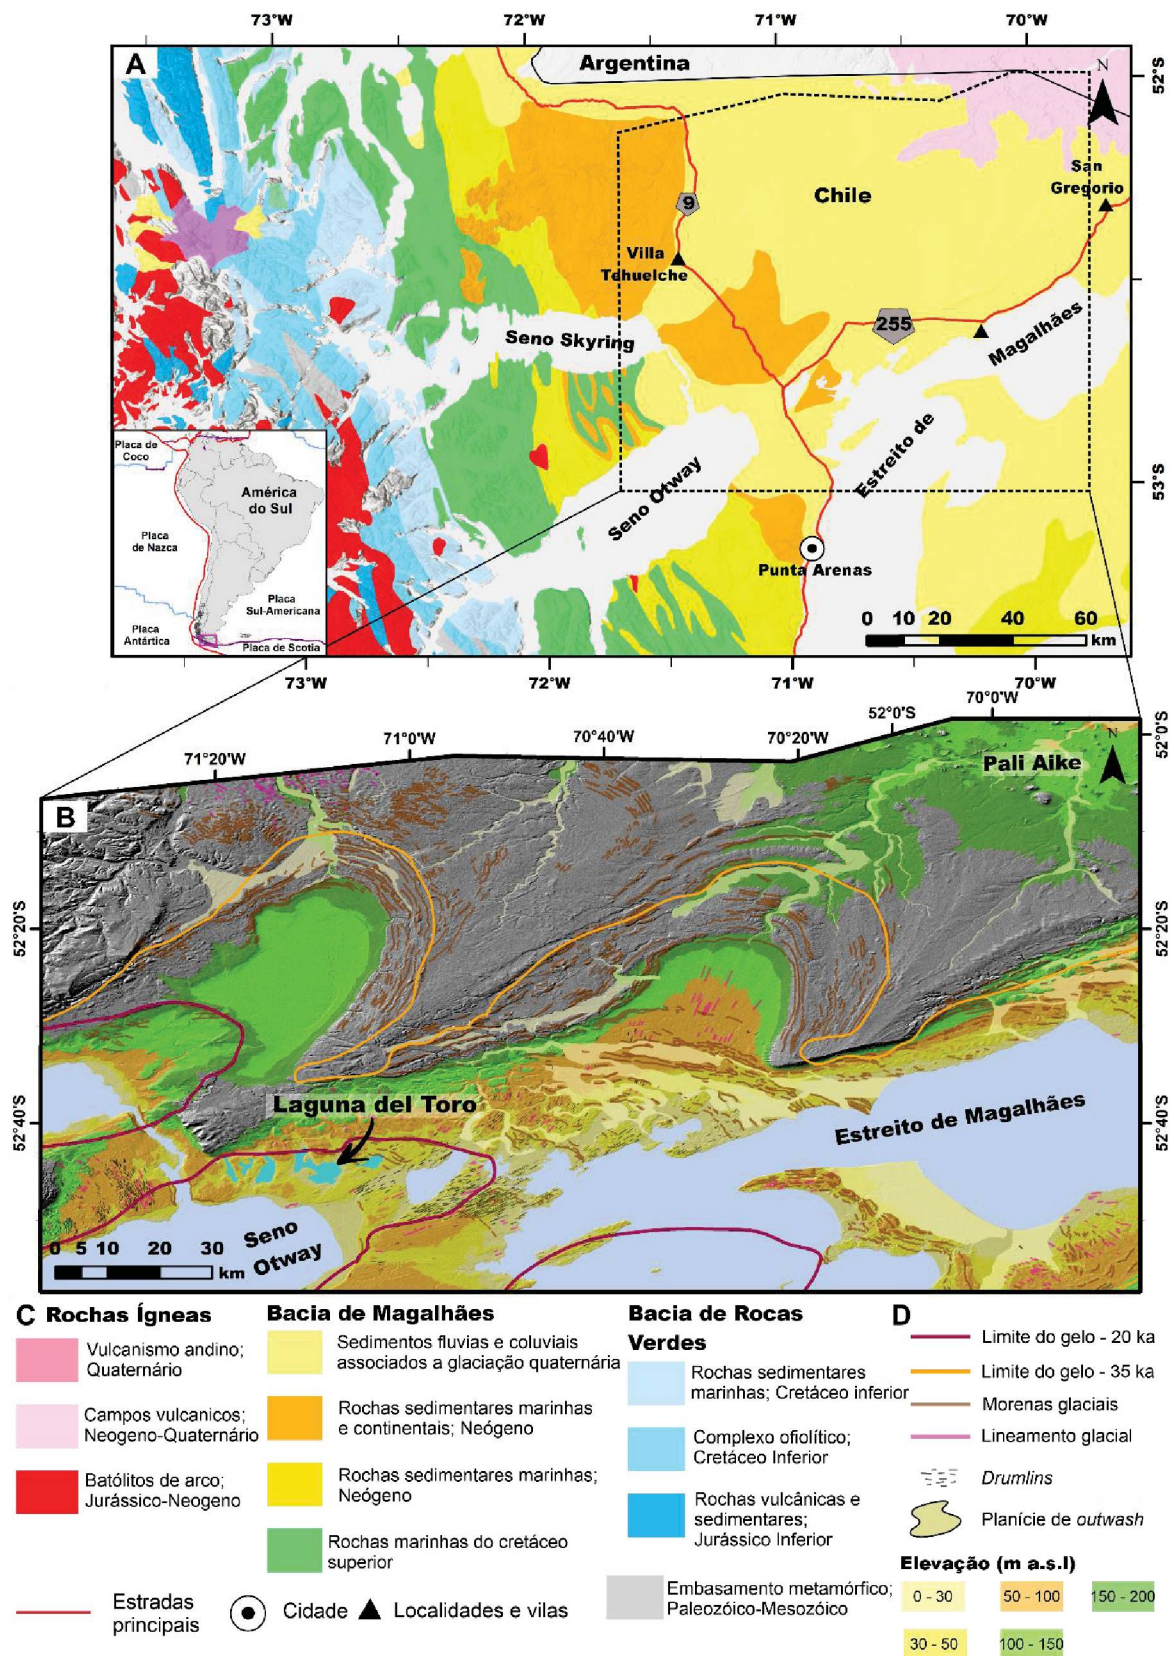 73°W
72°W
71°W
70°W
A
Argentina
N
52°S
San
Gregorio
Chile
9
Villa
Tehuelche
255
Seno Skyring
Magalhães
Estreito de
53°S
Seno Otway
Punta Arenas
0 10 20 40 60
km
Placa de
Coco
América
do Sul
Placa
de Nazca
Placa
Sul-Americana
Placa
Antártica
Placa de Scotia
73°W
72°W
71°W
70°W
71°20'W
71°0'W
70°40'W
70°20'W
52°0'S
70°0'W
52°0'S
B
Pali Aike
N
52°20'S
52°20'S
Laguna del Toro
Estreito de Magalhães
52°40'S
52°40'S
Seno
Otway
0 5 10 20 30
km
C Rochas Ígneas
Vulcanismo andino;
Quaternário
Campos vulcanicos;
Neogeno-Quaternário
Batólitos de arco;
Jurássico-Neogeno
Bacia de Magalhães
Sedimentos fluvias e coluviais
associados a glaciação quaternária
Rochas sedimentares marinhas
e continentais; Neógeno
Rochas sedimentares marinhas;
Neógeno
Rochas marinhas do cretáceo
superior
Bacia de Rocas
Verdes
Rochas sedimentares
marinhas; Cretáceo inferior
Complexo ofiolítico;
Cretáceo Inferior
Rochas vulcânicas e
sedimentares;
Jurássico Inferior
Embasamento metamórfico;
Paleozóico-Mesozóico
Estradas
principais
Cidade
Localidades e vilas
D
Limite do gelo - 20 ka
Limite do gelo - 35 ka
Morenas glaciais
Lineamento glacial
Drumlins
Planície de outwash
Elevação (m a.s.l)
0 - 30
50 - 100
150 - 200
30 - 50
100 - 150